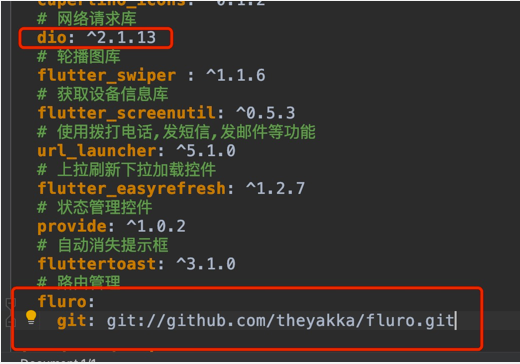 cupertino_icons: ^0.1.2
# 网络请求库
dio: ^2.1.13
# 轮播图库
flutter_swiper : ^1.1.6
# 获取设备信息库
flutter_screenutil: ^0.5.3
# 使用拨打电话,发短信,发邮件等功能
url_launcher: ^5.1.0
# 上拉刷新下拉加载控件
flutter_easyrefresh: ^1.2.7
# 状态管理控件
provide: ^1.0.2
# 自动消失提示框
fluttertoast: ^3.1.0
# 路由管理
fluro:
git: git://github.com/theyakka/fluro.git
Document 1/1